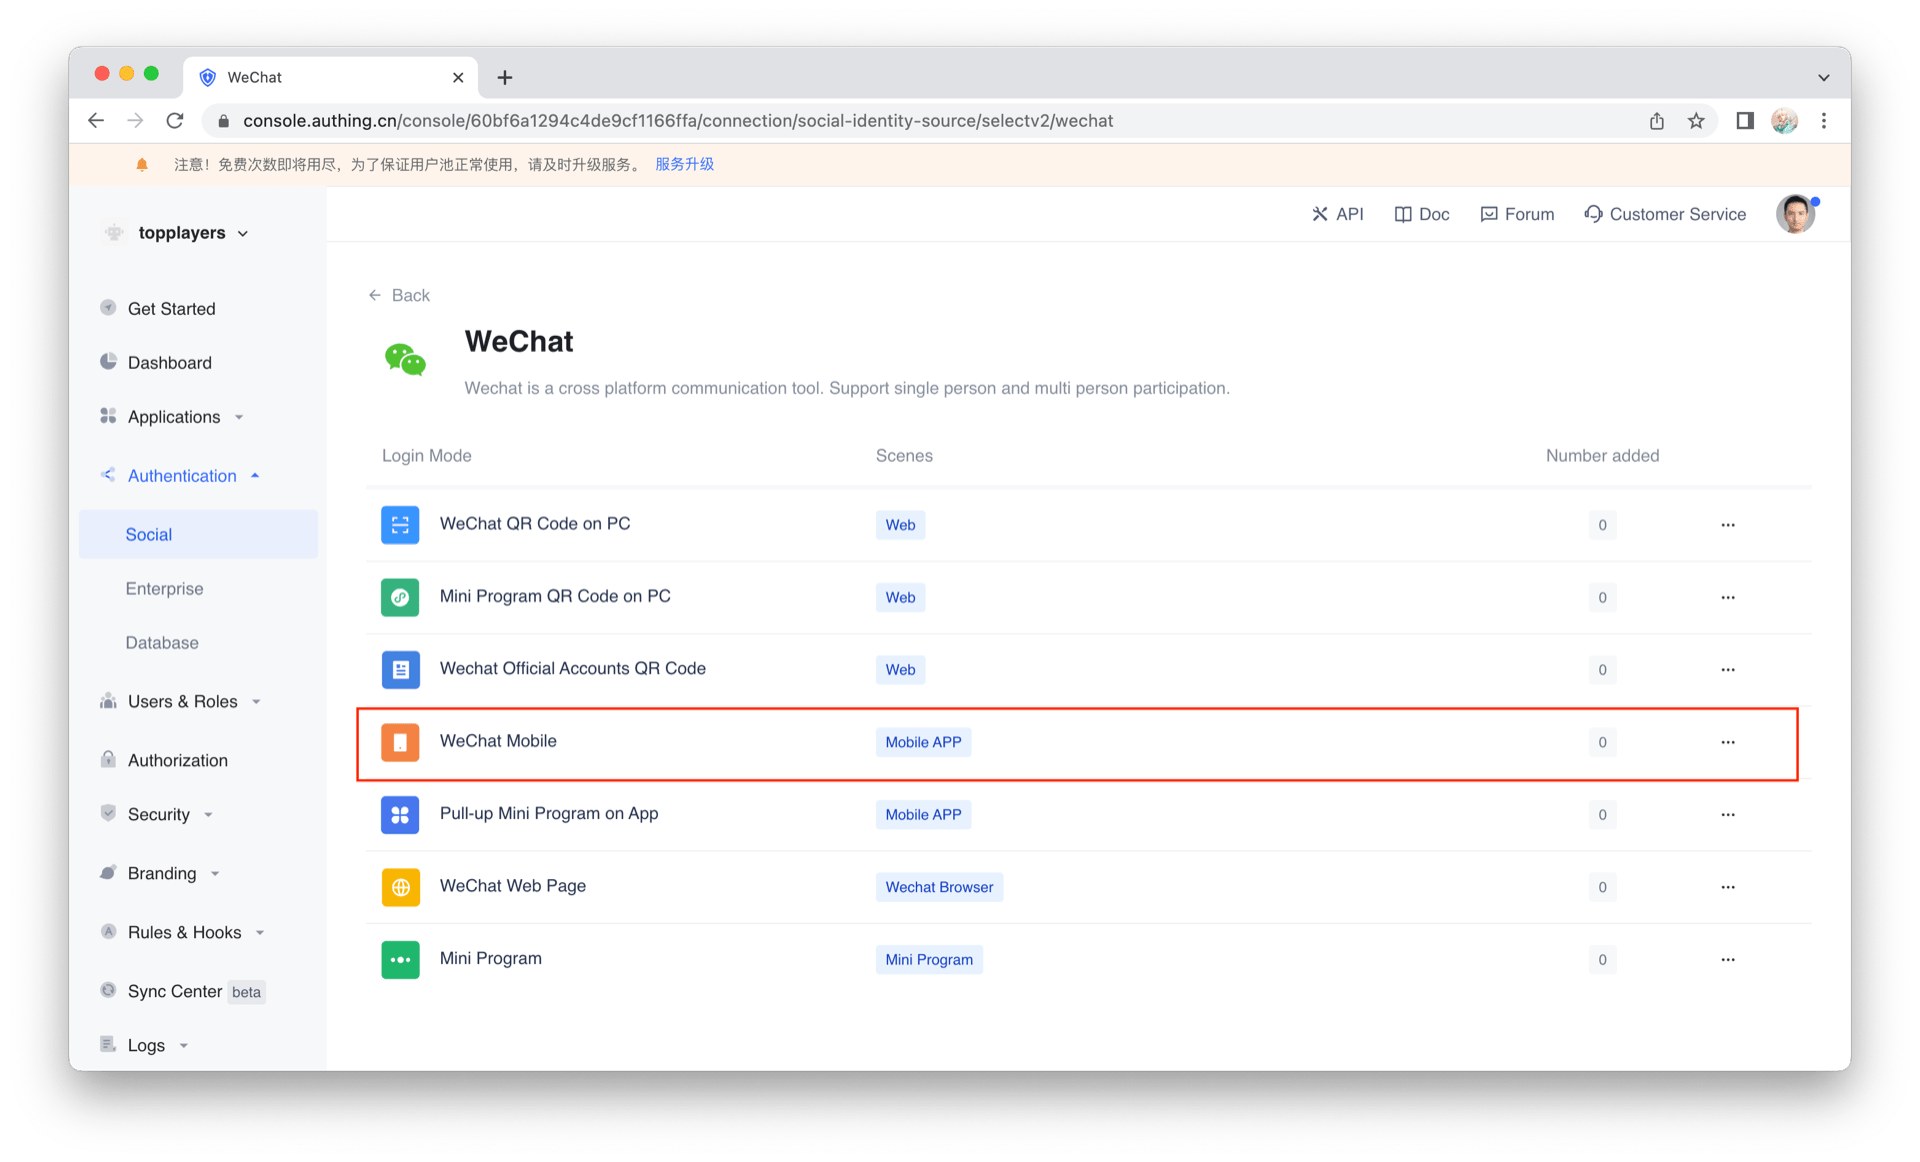 WeChat
console.authing.cn/console/60bf6a1294c4de9cf1166ffa/connection/social-identity-source/selectv2/wechat
注意！免费次数即将用尽，为了保证用户池正常使用，请及时升级服务。 服务升级
topplayers
API Doc Forum Customer Service
Get Started
Dashboard
Applications
Authentication
Social
Enterprise
Database
Users & Roles
Authorization
Security
Branding
Rules & Hooks
Sync Center beta
Logs
Back
WeChat
Wechat is a cross platform communication tool. Support single person and multi person participation.
Login Mode Scenes Number added
WeChat QR Code on PC Web 0
Mini Program QR Code on PC Web 0
Wechat Official Accounts QR Code Web 0
WeChat Mobile Mobile APP 0
Pull-up Mini Program on App Mobile APP 0
WeChat Web Page Wechat Browser 0
Mini Program Mini Program 0